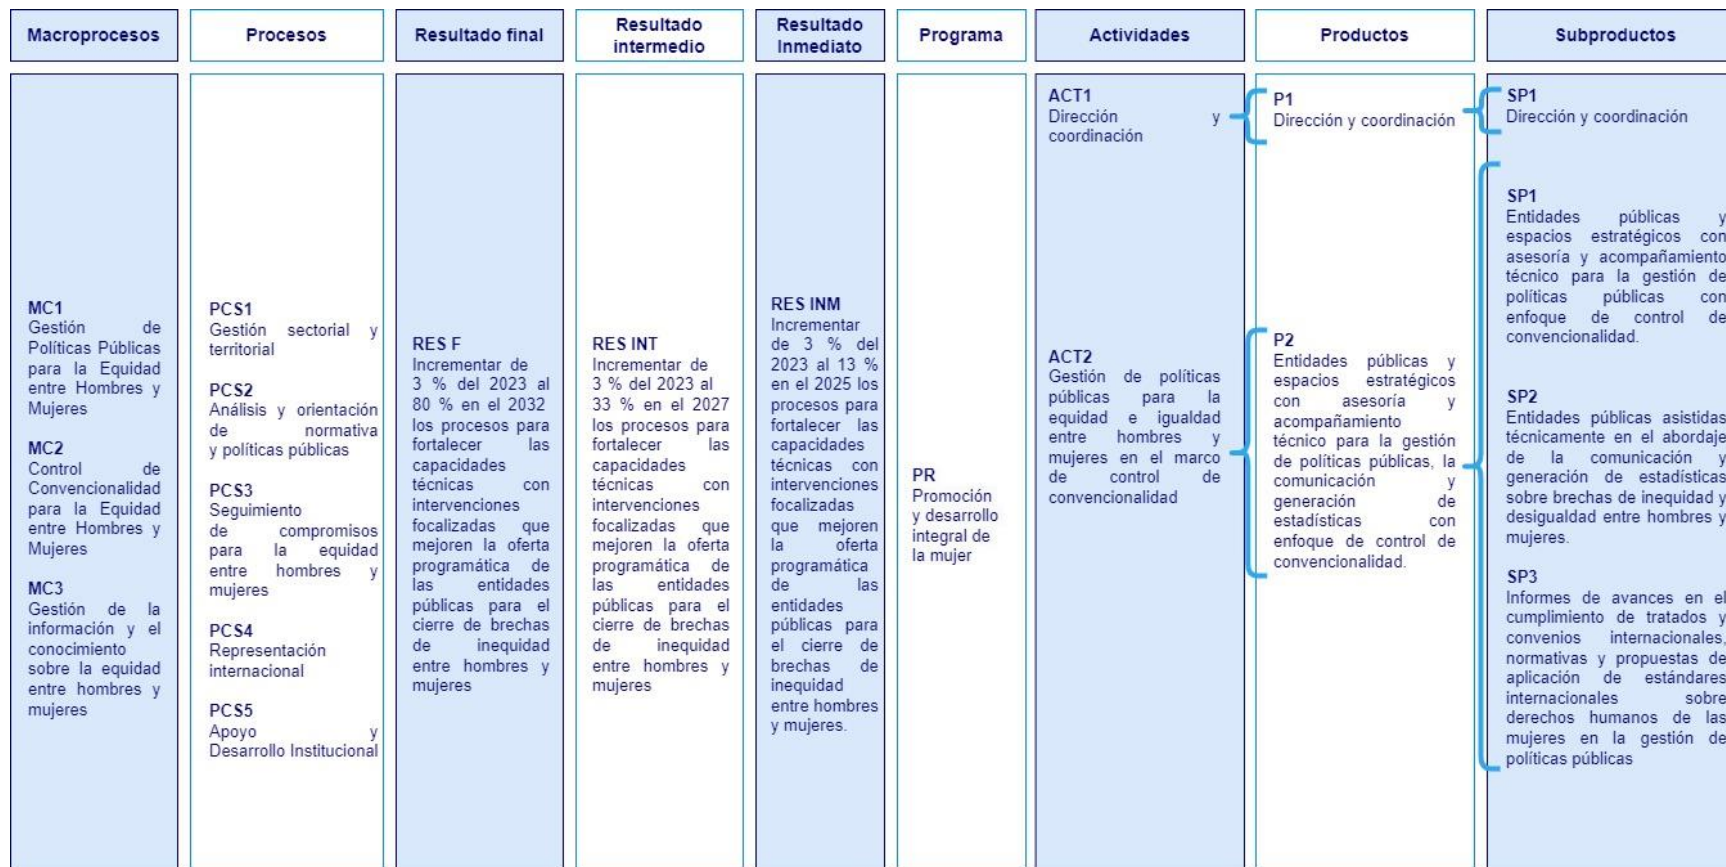 Macroprocesos
Procesos
Resultado final
Resultado
intermedio
Resultado
Inmediato
Programa
Actividades
Productos
Subproductos
MC1
Gestión de
Políticas Públicas
para la Equidad
entre Hombres y
Mujeres
MC2
Control de
Convencionalidad
para la Equidad
entre Hombres y
Mujeres
MC3
Gestión de la
información y el
conocimiento
sobre la equidad
entre hombres y
mujeres
PCS1
Gestión sectorial y
territorial
PCS2
Análisis y orientación
de normativa
y políticas públicas
PCS3
Seguimiento
de compromisos
para la equidad
entre hombres y
mujeres
PCS4
Representación
internacional
PCS5
Apoyo y
Desarrollo Institucional
RES F
Incrementar de
3 % del 2023 al
80 % en el 2032
los procesos para
fortalecer las
capacidades
técnicas con
intervenciones
focalizadas que
mejoren la oferta
programática de
las entidades
públicas para el
cierre de brechas
de inequidad
entre hombres y
mujeres
RES INT
Incrementar de
3 % del 2023 al
33 % en el 2027
los procesos para
fortalecer las
capacidades
técnicas con
intervenciones
focalizadas que
mejoren la oferta
programática de
las entidades
públicas para el
cierre de brechas
de inequidad
entre hombres y
mujeres
RES INM
Incrementar
de 3 % del
2023 al 13 %
en el 2025 los
procesos para
fortalecer las
capacidades
técnicas con
intervenciones
focalizadas
que mejoren
la oferta
programática
de las
entidades
públicas para
el cierre de
brechas de
inequidad
entre hombres
y mujeres.
PR
Promoción
y desarrollo
integral de
la mujer
ACT1
Dirección y
coordinación
ACT2
Gestión de políticas
públicas para la
equidad e igualdad
entre hombres y
mujeres en el marco
de control de
convencionalidad
P1
Dirección y coordinación
P2
Entidades públicas y
espacios estratégicos
con asesoría y
acompañamiento
técnico para la gestión
de políticas públicas, la
comunicación y
generación de
estadísticas con
enfoque de control de
convencionalidad.
SP1
Dirección y coordinación
SP1
Entidades públicas y
espacios estratégicos con
asesoría y acompañamiento
técnico para la gestión de
políticas públicas con
enfoque de control de
convencionalidad.
SP2
Entidades públicas asistidas
técnicamente en el abordaje
de la comunicación y
generación de estadísticas
sobre brechas de inequidad y
desigualdad entre hombres y
mujeres.
SP3
Informes de avances en el
cumplimiento de tratados y
convenios internacionales,
normativas y propuestas de
aplicación de estándares
internacionales sobre
derechos humanos de las
mujeres en la gestión de
políticas públicas